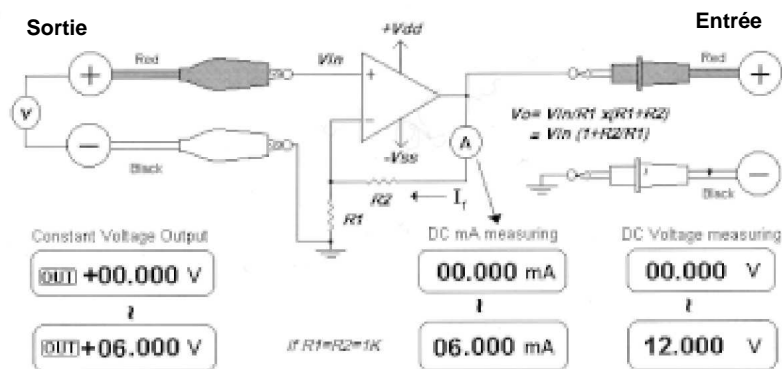 Sortie
Entrée
+Vdd
Red
Vin
Red
+
+
+
V
Vo= Vin/R1 x(R1+R2)
= Vin (1+R2/R1)
A
−
−
-Vss
−
Black
R2
If
Black
R1
Constant Voltage Output
DC mA measuring
DC Voltage measuring
OUT +00.000 V
00.000 mA
00.000 V
~
~
~
OUT +06.000 V
if R1=R2=1K
06.000 mA
12.000 V